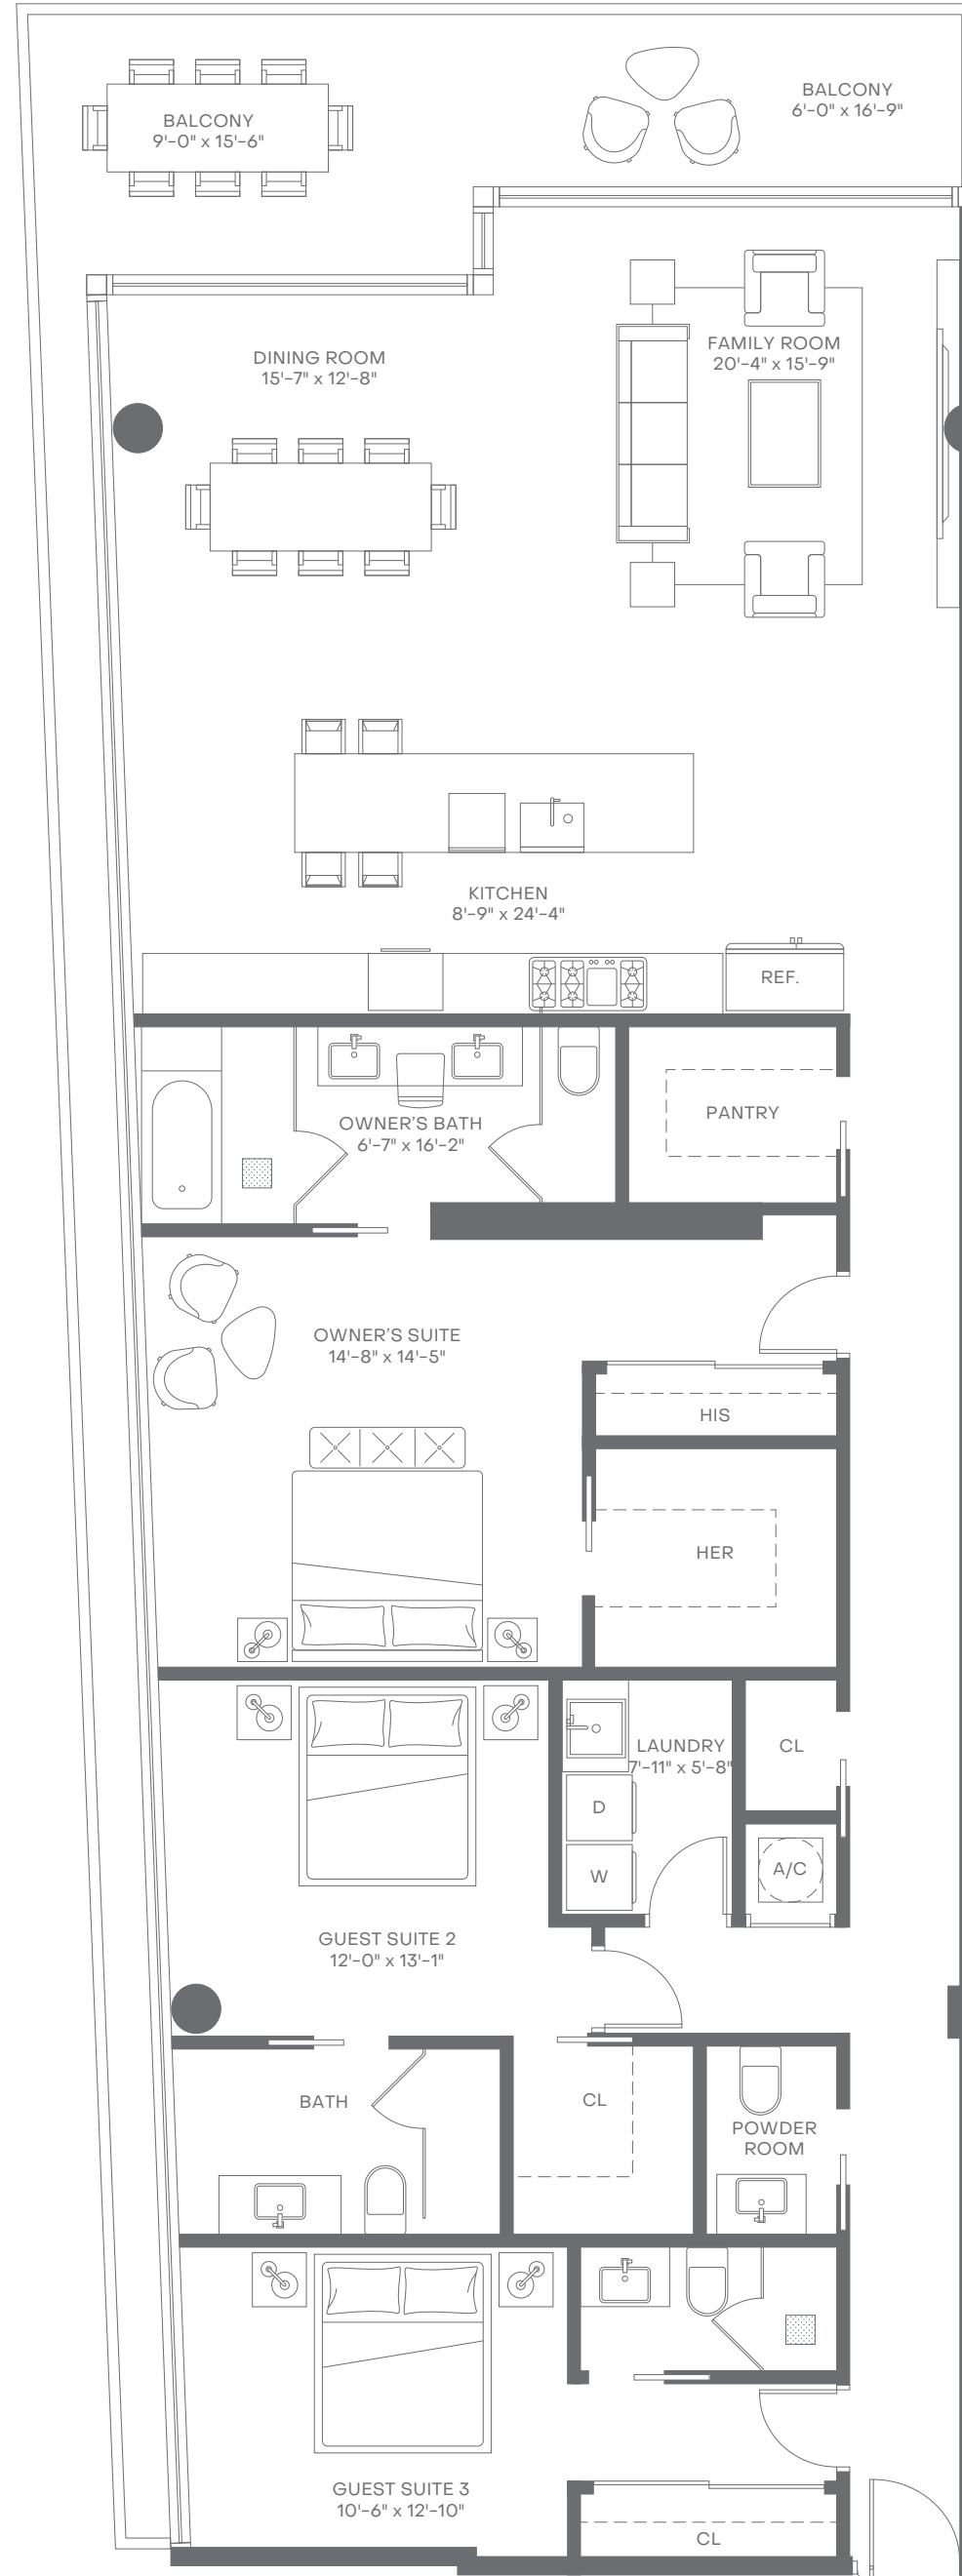 BALCONY
9'-0" x 15'-6"
BALCONY
6'-0" x 16'-9"
DINING ROOM
15'-7" x 12'-8"
FAMILY ROOM
20'-4" x 15'-9"
KITCHEN
8'-9" x 24'-4"
REF.
OWNER'S BATH
6'-7" x 16'-2"
PANTRY
OWNER'S SUITE
14'-8" x 14'-5"
HIS
HER
LAUNDRY
7'-11" x 5'-8"
CL
D
W
A/C
GUEST SUITE 2
12'-0" x 13'-1"
BATH
CL
POWDER
ROOM
GUEST SUITE 3
10'-6" x 12'-10"
CL